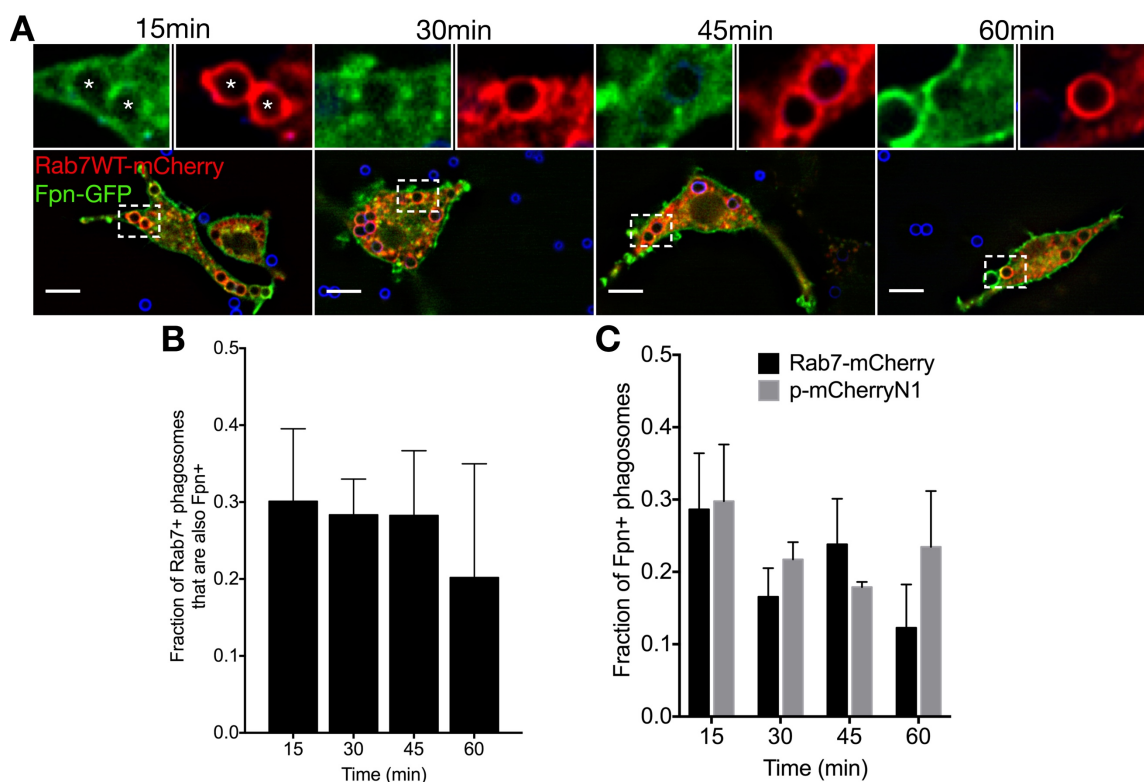 A
15min
30min
45min
60min
*
*
*
*
Rab7WT-mCherry
Fpn-GFP
B
0.5
0.4
0.3
0.2
0.1
0.0
Fraction of Rab7+ phagosomes
that are also Fpn+
15
30
45
60
Time (min)
C
Rab7-mCherry
p-mCherryN1
0.5
0.4
0.3
0.2
0.1
0.0
Fraction of Fpn+ phagosomes
15
30
45
60
Time (min)